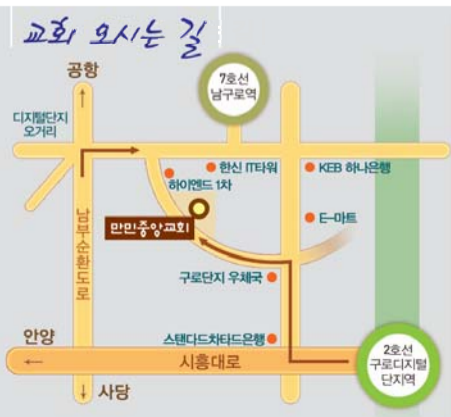 교회 오시는 길
공항
7호선
남구로역
디지털단지
오거리
한신 IT타워
KEB 하나은행
하이엔드 1차
만민중앙교회
E-마트
남부순환도로
구로단지 우체국
스탠다드차타드은행
안양
시흥대로
2호선
구로디지털
단지역
사당